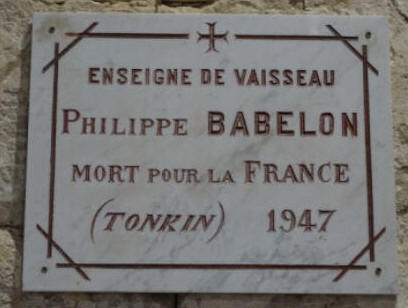 ENSEIGNE DE VAISSEAU
PHILIPPE BABELON
MORT POUR LA FRANCE
(TONKIN) 1947